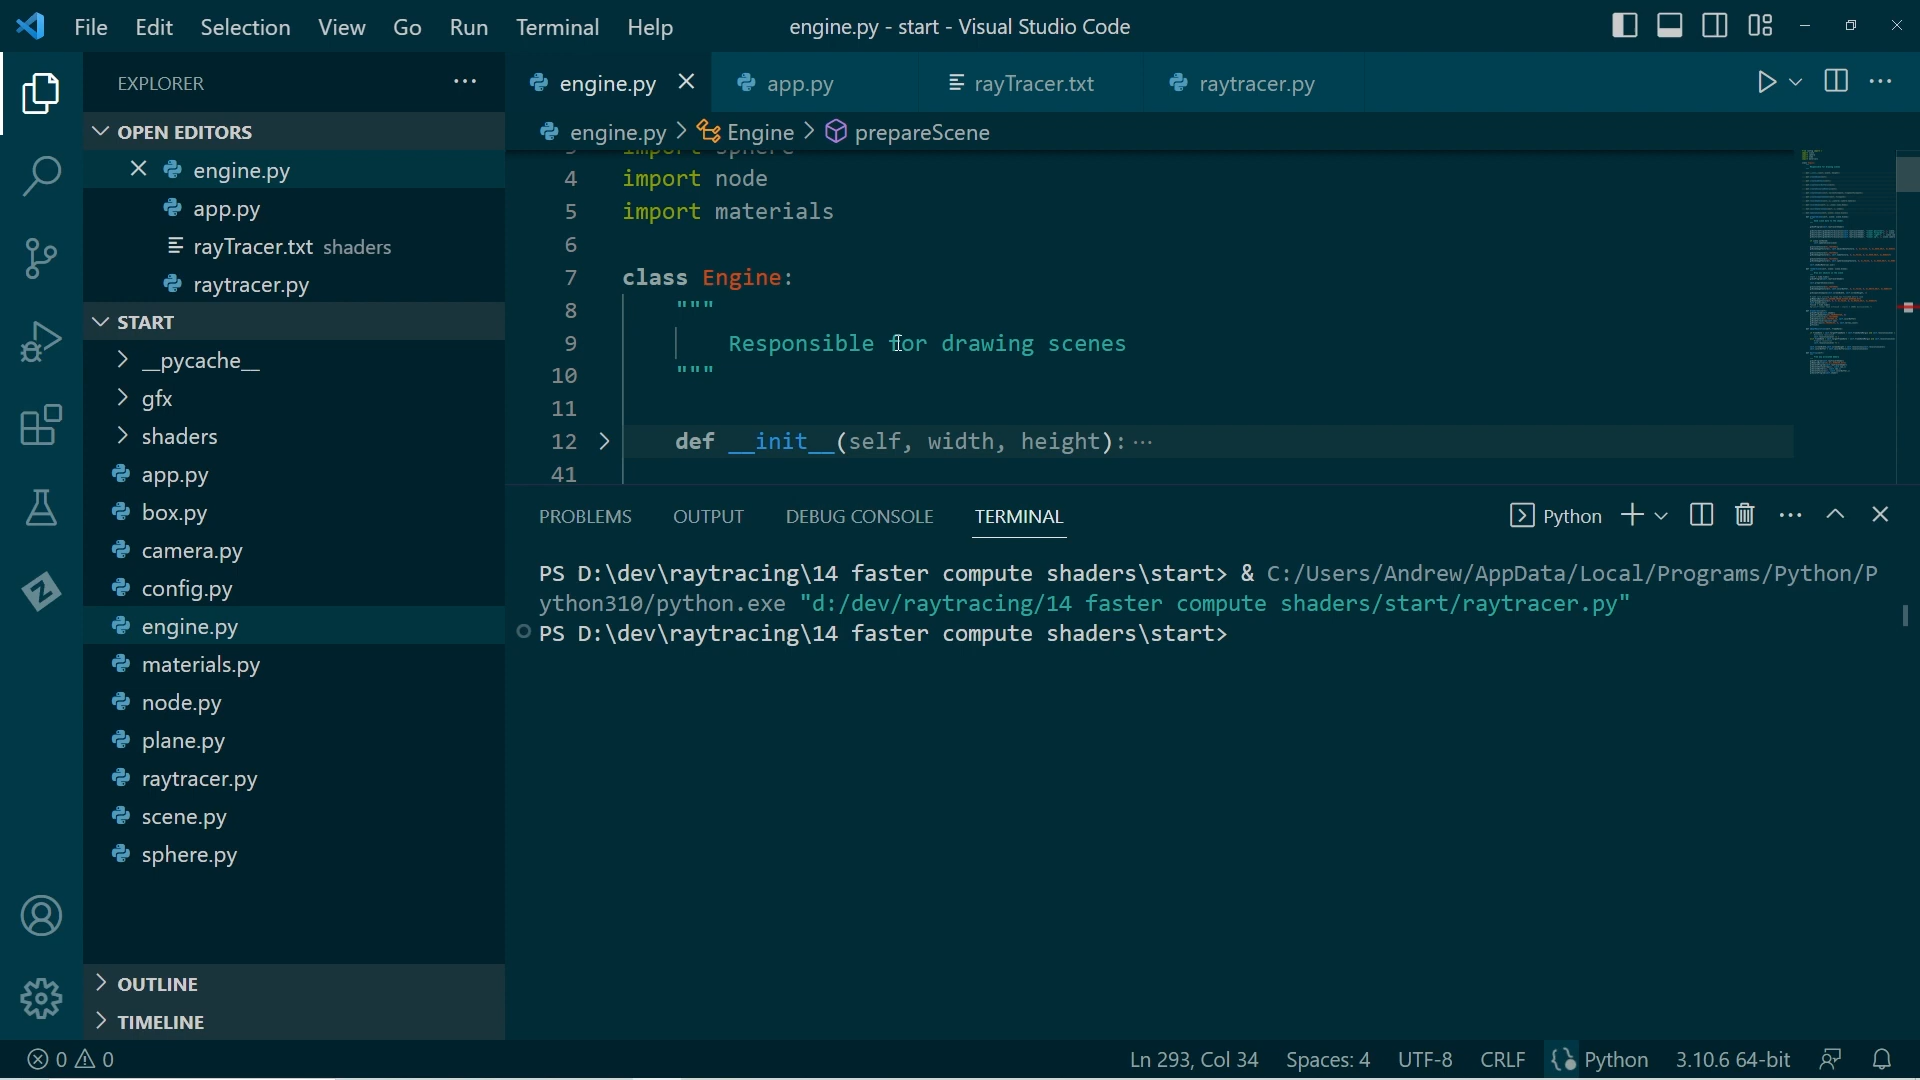 File Edit Selection View Go Run Terminal Help engine.py - start - Visual Studio Code
EXPLORER
OPEN EDITORS
engine.py
app.py
rayTracer.txt shaders
raytracer.py
START
__pycache__
gfx
shaders
app.py
box.py
camera.py
config.py
engine.py
materials.py
node.py
plane.py
raytracer.py
scene.py
sphere.py
OUTLINE
TIMELINE
engine.py app.py rayTracer.txt raytracer.py
engine.py > Engine > prepareScene
3 import sphere
4 import node
5 import materials
6
7 class Engine:
8 """
9 Responsible for drawing scenes
10 """
11
12 def __init__(self, width, height):···
41
PROBLEMS OUTPUT DEBUG CONSOLE TERMINAL Python
PS D:\dev\raytracing\14 faster compute shaders\start> & C:/Users/Andrew/AppData/Local/Programs/Python/P
ython310/python.exe "d:/dev/raytracing/14 faster compute shaders/start/raytracer.py"
PS D:\dev\raytracing\14 faster compute shaders\start>
0 0 Ln 293, Col 34 Spaces: 4 UTF-8 CRLF Python 3.10.6 64-bit